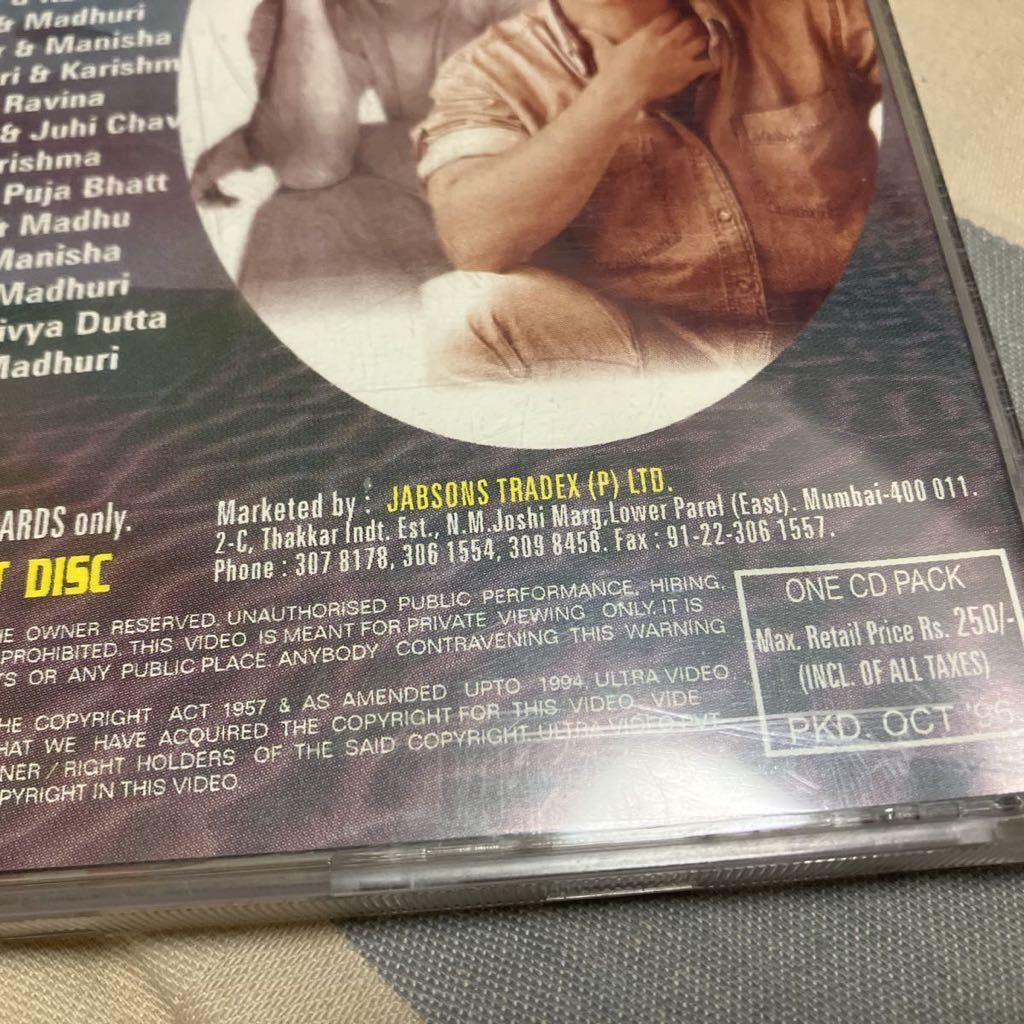 & Madhuri
& Manisha
& Karishm
Ravina
& Juhi Chav
rishma
Puja Bhatt
Madhu
Manisha
Madhuri
ivya Dutta
Madhuri
ARDS only.
DISC
Marketed by : JABSONS TRADEX (P) LTD.
2-C, Thakkar Indt. Est., N.M.Joshi Marg,Lower Parel (East). Mumbai-400 011.
Phone : 307 8178, 306 1554, 309 8458. Fax : 91-22-306 1557.
HE OWNER RESERVED. UNAUTHORISED PUBLIC PERFORMANCE, HIRING,
PROHIBITED. THIS VIDEO IS MEANT FOR PRIVATE VIEWING ONLY. IT IS
TS OR ANY PUBLIC PLACE. ANYBODY CONTRAVENING THIS WARNING
HE COPYRIGHT ACT 1957 & AS AMENDED UPTO 1994, ULTRA VIDEO
HAT WE HAVE ACQUIRED THE COPYRIGHT FOR THIS VIDEO VIDE
NER / RIGHT HOLDERS OF THE SAID COPYRIGHT ULTRA VIDEO PVT.
PYRIGHT IN THIS VIDEO.
ONE CD PACK
Max. Retail Price Rs. 250/-
(INCL. OF ALL TAXES)
PKD. OCT '96